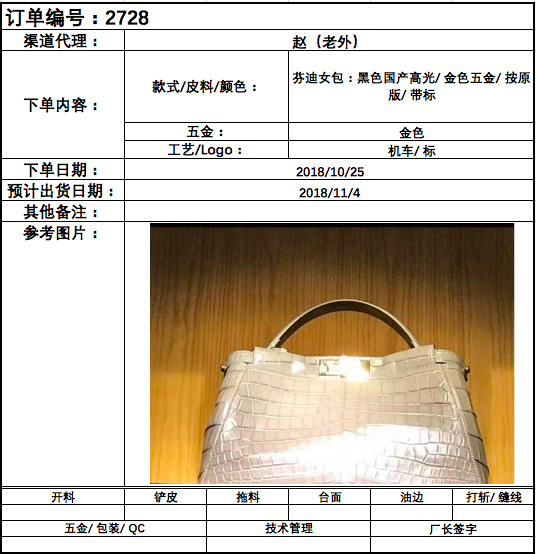 订单编号：2728
渠道代理：
赵（老外）
下单内容：
款式/皮料/颜色：
芬迪女包：黑色国产高光/ 金色五金/ 按原
版/ 带标
五金：
金色
工艺/Logo：
机车/ 标
下单日期：
2018/10/25
预计出货日期：
2018/11/4
其他备注：
参考图片：
开料
铲皮
拖料
台面
油边
打斩/ 缝线
五金/ 包装/ QC
技术管理
厂长签字